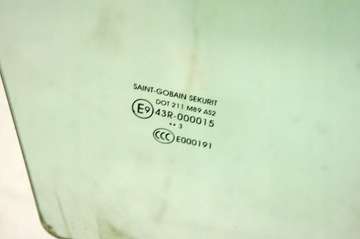 SAINT-GOBAIN SEKURIT
DOT 211 M89 AS2
E9 43R-000015
•• 3
CCC E000191